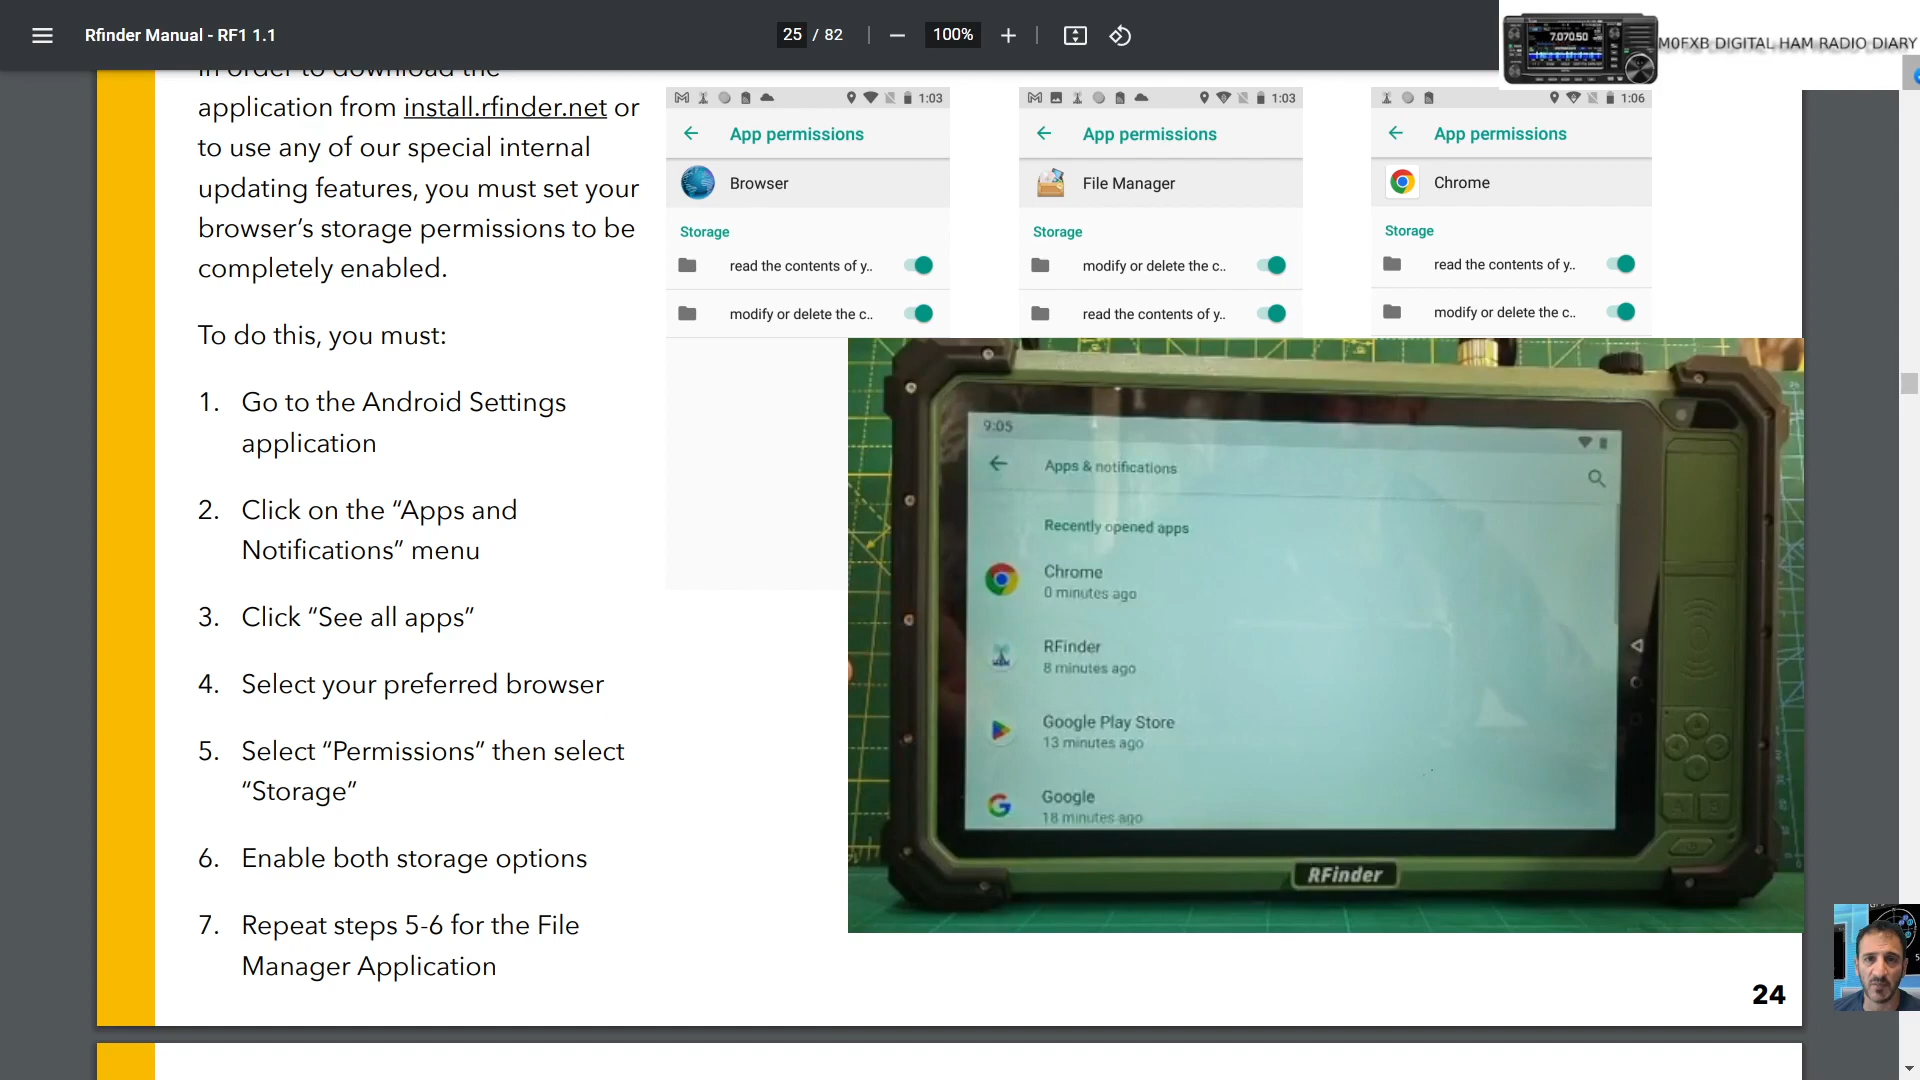 Rfinder Manual - RF1 1.1
25 / 82
100%
7.070.50
M0FXB DIGITAL HAM RADIO DIARY
In order to download the
application from install.rfinder.net or
to use any of our special internal
updating features, you must set your
browser’s storage permissions to be
completely enabled.
To do this, you must:
1. Go to the Android Settings
application
2. Click on the “Apps and
Notifications” menu
3. Click “See all apps”
4. Select your preferred browser
5. Select “Permissions” then select
“Storage”
6. Enable both storage options
7. Repeat steps 5-6 for the File
Manager Application
1:03
App permissions
Browser
Storage
read the contents of y..
modify or delete the c..
1:03
App permissions
File Manager
Storage
modify or delete the c..
read the contents of y..
1:06
App permissions
Chrome
Storage
read the contents of y..
modify or delete the c..
9:05
Apps & notifications
Recently opened apps
Chrome
0 minutes ago
RFinder
8 minutes ago
Google Play Store
13 minutes ago
Google
18 minutes ago
A B
RFinder
24